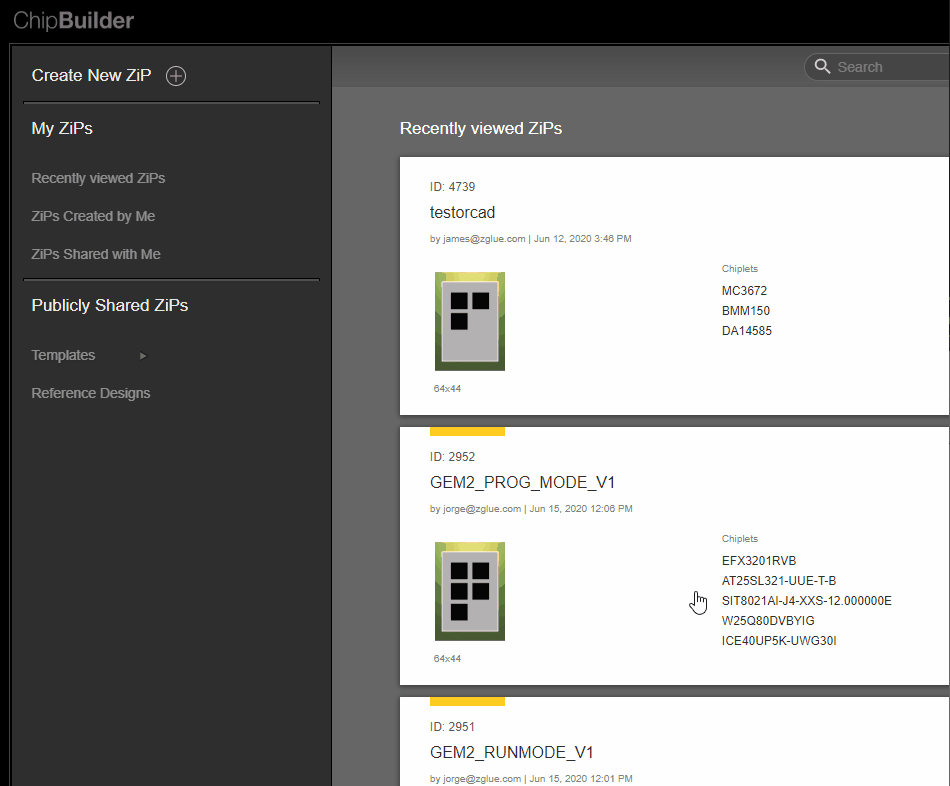 ChipBuilder
Create New ZiP
My ZiPs
Recently viewed ZiPs
ZiPs Created by Me
ZiPs Shared with Me
Publicly Shared ZiPs
Templates
Reference Designs
Search
Recently viewed ZiPs
ID: 4739
testorcad
by james@zglue.com | Jun 12, 2020 3:46 PM
64x44
Chiplets
MC3672
BMM150
DA14585
ID: 2952
GEM2_PROG_MODE_V1
by jorge@zglue.com | Jun 15, 2020 12:06 PM
64x44
Chiplets
EFX3201RVB
AT25SL321-UUE-T-B
SIT8021AI-J4-XXS-12.000000E
W25Q80DVBYIG
ICE40UP5K-UWG30I
ID: 2951
GEM2_RUNMODE_V1
by jorge@zglue.com | Jun 15, 2020 12:01 PM